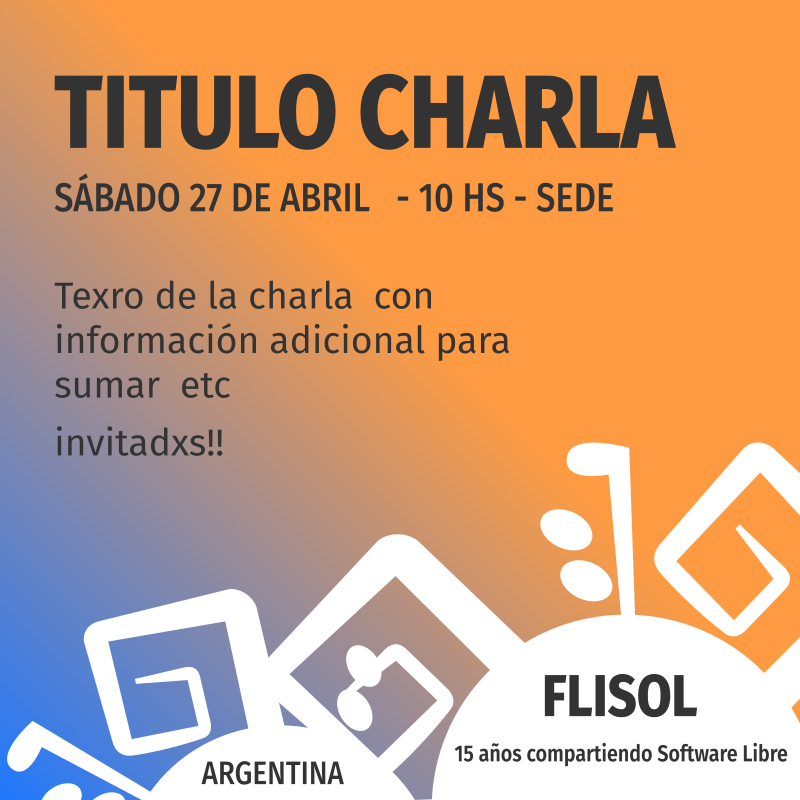 TITULO CHARLA
SÁBADO 27 DE ABRIL - 10 HS - SEDE
Texro de la charla con
información adicional para
sumar etc
invitadxs!!
FLISOL
15 años compartiendo Software Libre
ARGENTINA